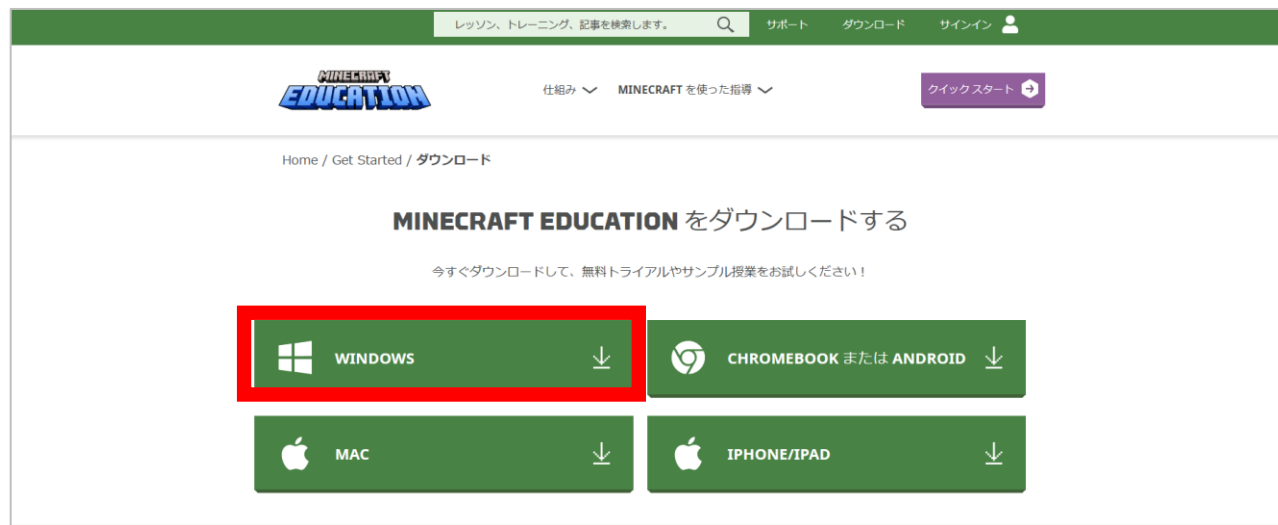 レッスン、トレーニング、記事を検索します。 サポート ダウンロード サインイン
MINECRAFT
EDUCATION
仕組み MINECRAFT を使った指導 クイック スタート
Home / Get Started / ダウンロード
MINECRAFT EDUCATION をダウンロードする
今すぐダウンロードして、無料トライアルやサンプル授業をお試しください！
WINDOWS
CHROMEBOOK または ANDROID
MAC
IPHONE/IPAD